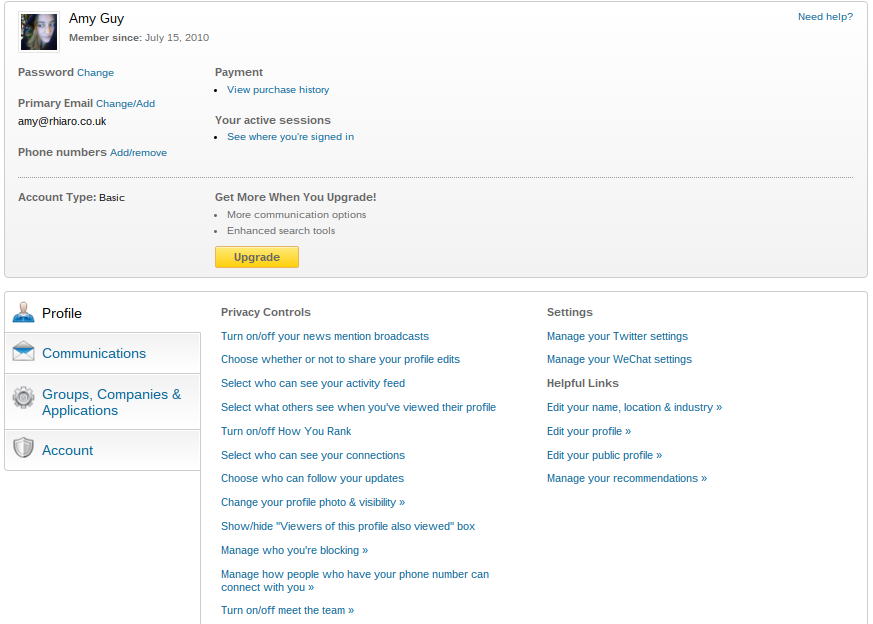 Amy Guy
Need help?
Member since: July 15, 2010
Password Change
Primary Email Change/Add
amy@rhiaro.co.uk
Phone numbers Add/remove
Payment
View purchase history
Your active sessions
See where you're signed in
Account Type: Basic
Get More When You Upgrade!
More communication options
Enhanced search tools
Upgrade
Profile
Communications
Groups, Companies &
Applications
Account
Privacy Controls
Turn on/off your news mention broadcasts
Choose whether or not to share your profile edits
Select who can see your activity feed
Select what others see when you've viewed their profile
Turn on/off How You Rank
Select who can see your connections
Choose who can follow your updates
Change your profile photo & visibility »
Show/hide "Viewers of this profile also viewed" box
Manage who you're blocking »
Manage how people who have your phone number can
connect with you »
Turn on/off meet the team »
Settings
Manage your Twitter settings
Manage your WeChat settings
Helpful Links
Edit your name, location & industry »
Edit your profile »
Edit your public profile »
Manage your recommendations »